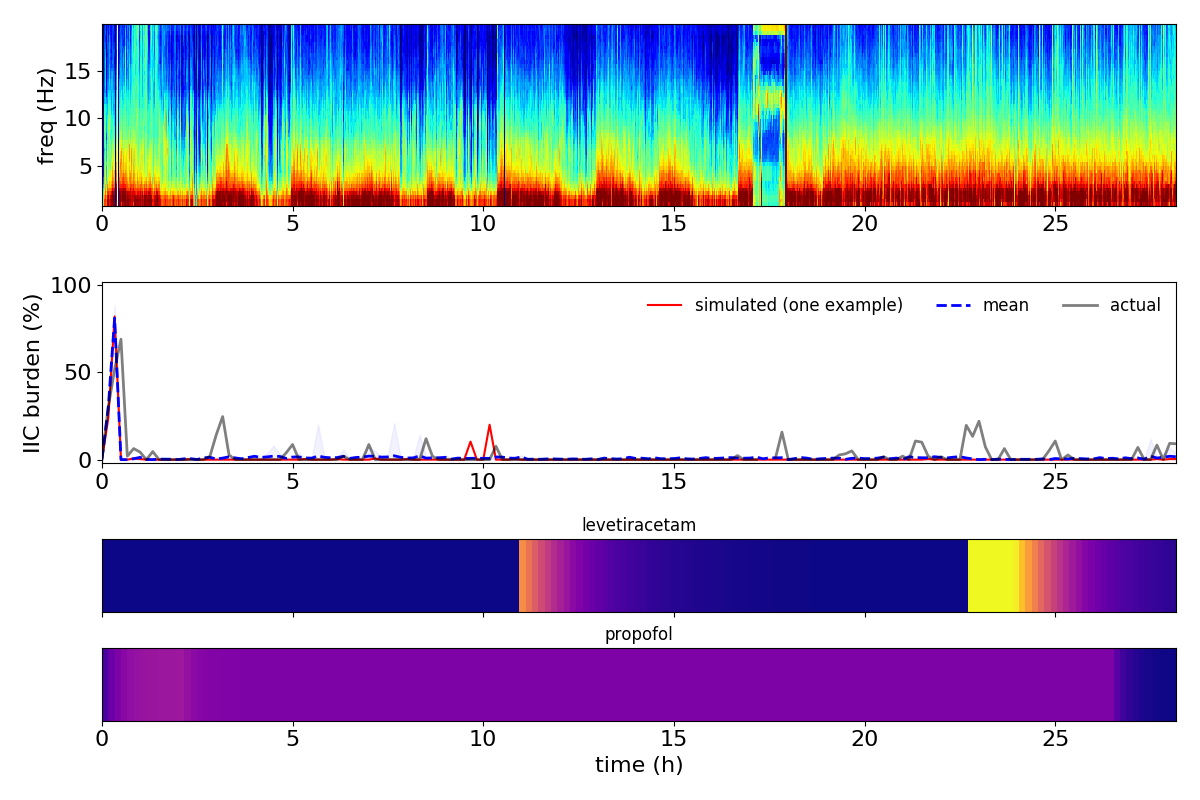 freq (Hz)
15
10
5
0 5 10 15 20 25
IIC burden (%)
100
50
0
simulated (one example) mean actual
0 5 10 15 20 25
levetiracetam
propofol
0 5 10 15 20 25
time (h)